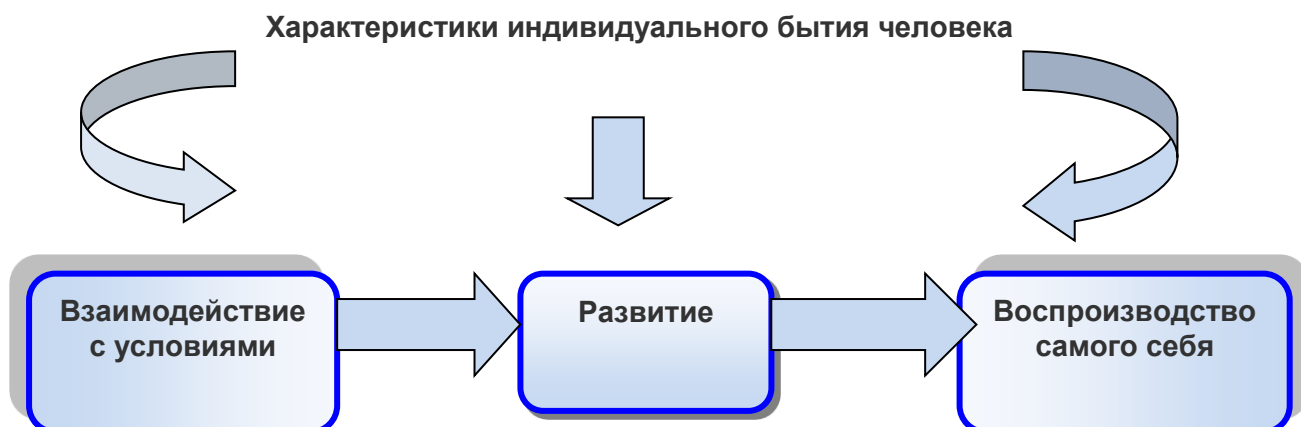 Характеристики индивидуального бытия человека
Взаимодействие
с условиями
Развитие
Воспроизводство
самого себя